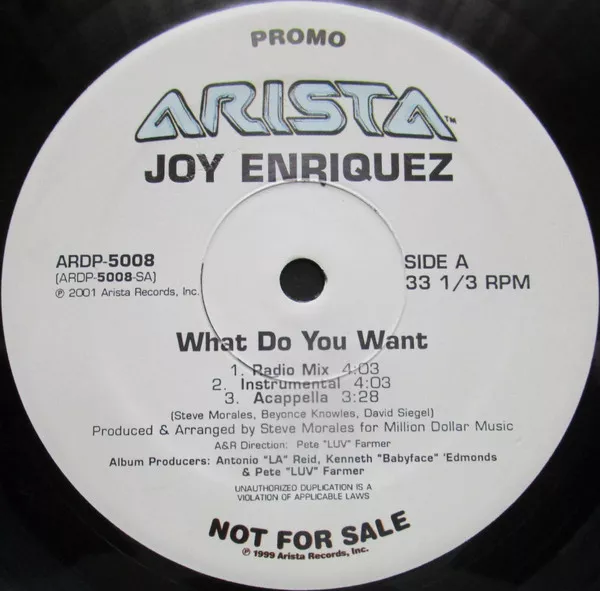 PROMO
ARISTA™
JOY ENRIQUEZ
ARDP-5008
(ARDP-5008-SA)
℗ 2001 Arista Records, Inc.
SIDE A
33 1/3 RPM
What Do You Want
1. Radio Mix 4:03
2. Instrumental 4:03
3. Acappella 3:28
(Steve Morales, Beyonce Knowles, David Siegel)
Produced & Arranged by Steve Morales for Million Dollar Music
A&R Direction: Pete "LUV" Farmer
Album Producers: Antonio "LA" Reid, Kenneth "Babyface" 'Edmonds
& Pete "LUV" Farmer
UNAUTHORIZED DUPLICATION IS A
VIOLATION OF APPLICABLE LAWS
NOT FOR SALE
℗ 1999 Arista Records, Inc.